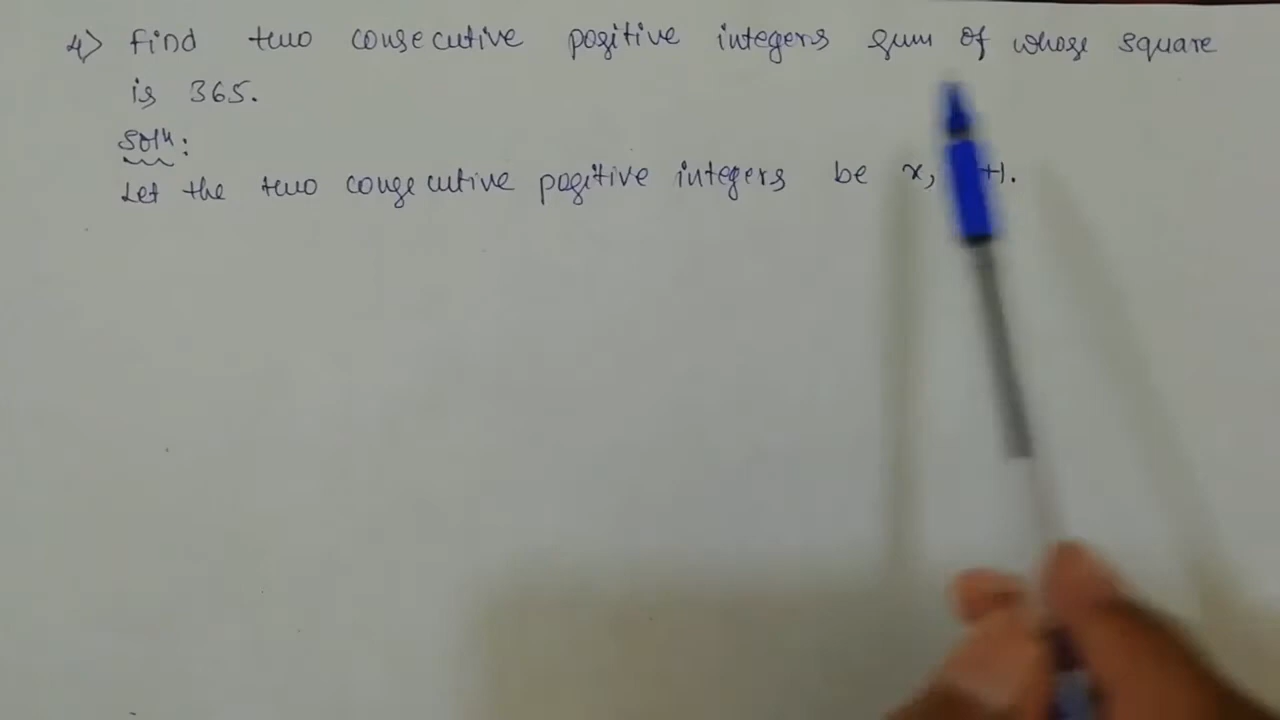 4) Find two consecutive positive integers sum of whose square
is 365.
Soln:
Let the two consecutive positive integers be x, +1.